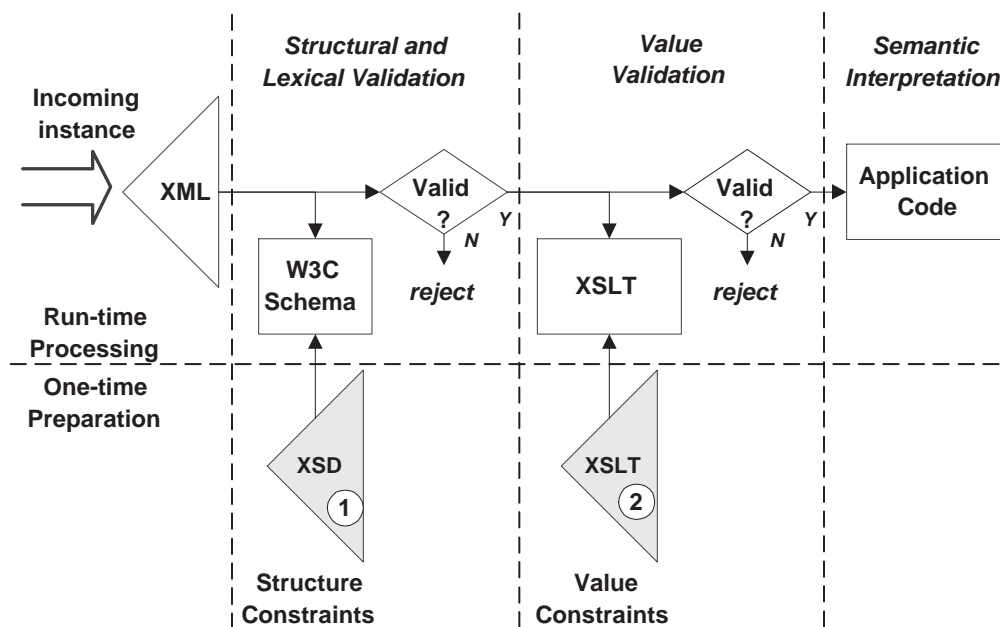 Structural and
Lexical Validation
Value
Validation
Semantic
Interpretation
Incoming
instance
XML
Valid
?
Y
N
reject
W3C
Schema
Valid
?
Y
N
reject
XSLT
Application
Code
Run-time
Processing
One-time
Preparation
XSD
1
XSLT
2
Structure
Constraints
Value
Constraints